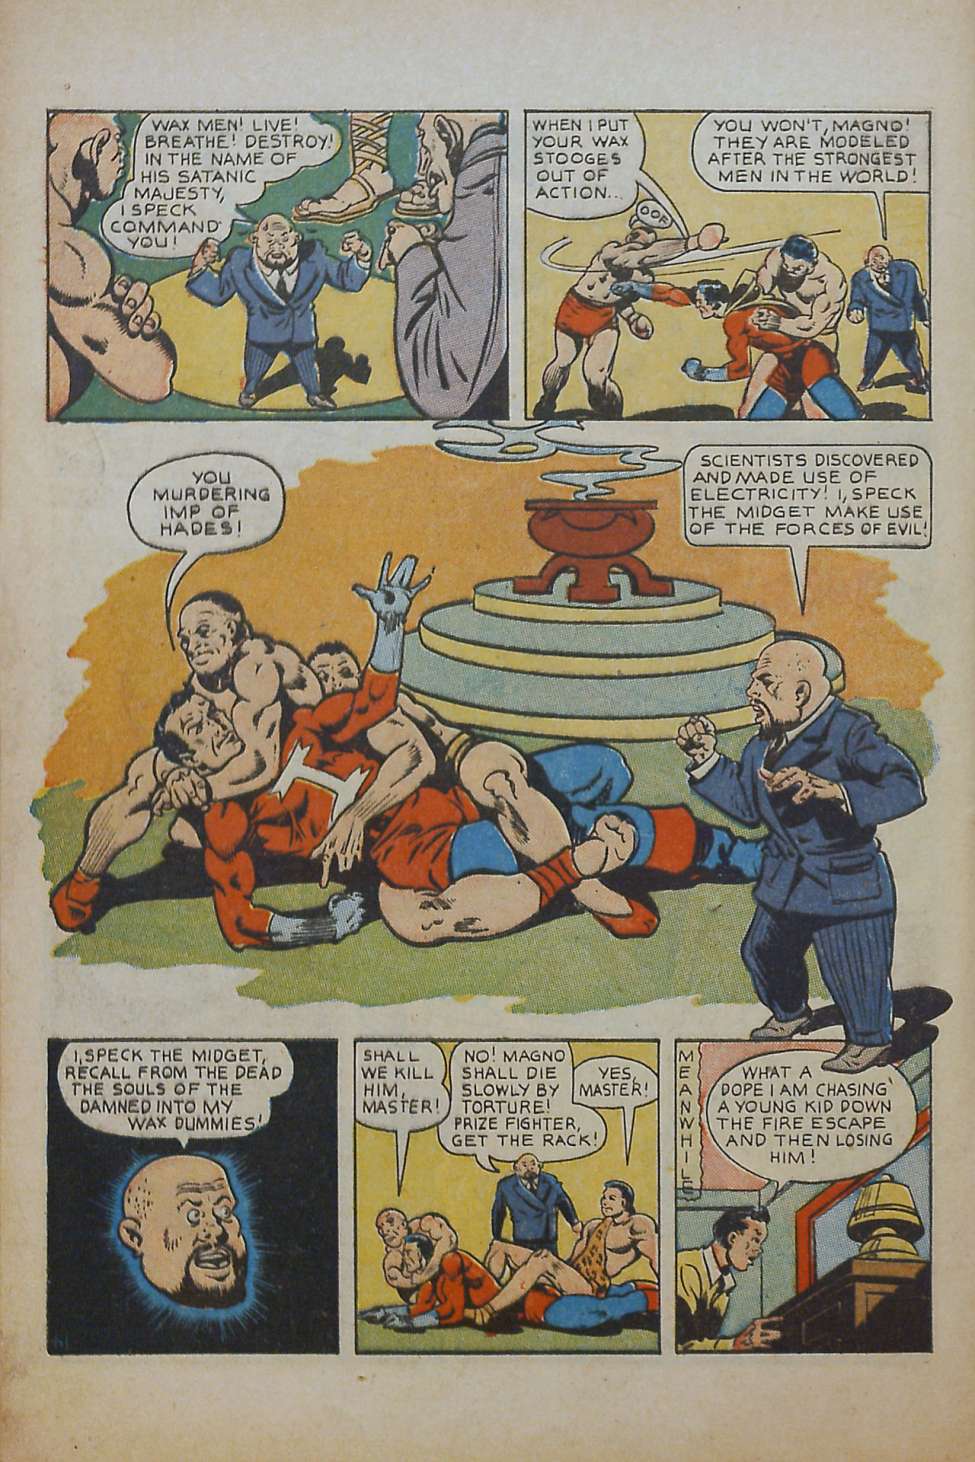 WAX MEN! LIVE!
BREATHE! DESTROY!
IN THE NAME OF
HIS SATANIC
MAJESTY,
I SPECK
COMMAND
YOU!
WHEN I PUT
YOUR WAX
STOOGES
OUT OF
ACTION...
OOF!
YOU WON'T, MAGNO!
THEY ARE MODELED
AFTER THE STRONGEST
MEN IN THE WORLD!
YOU
MURDERING
IMP OF
HADES!
SCIENTISTS DISCOVERED
AND MADE USE OF
ELECTRICITY! I, SPECK
THE MIDGET MAKE USE
OF THE FORCES OF EVIL!
I, SPECK THE MIDGET,
RECALL FROM THE DEAD
THE SOULS OF THE
DAMNED INTO MY
WAX DUMMIES!
SHALL
WE KILL
HIM,
MASTER!
NO! MAGNO
SHALL DIE
SLOWLY BY
TORTURE!
PRIZE FIGHTER,
GET THE RACK!
YES,
MASTER!
MEANWHILE
WHAT A
DOPE I AM CHASING
A YOUNG KID DOWN
THE FIRE ESCAPE
AND THEN LOSING
HIM!